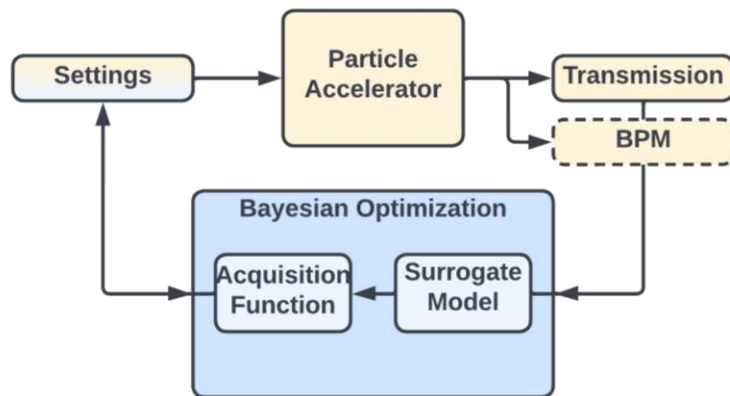 Settings
Particle
Accelerator
Transmission
BPM
Bayesian Optimization
Acquisition
Function
Surrogate
Model